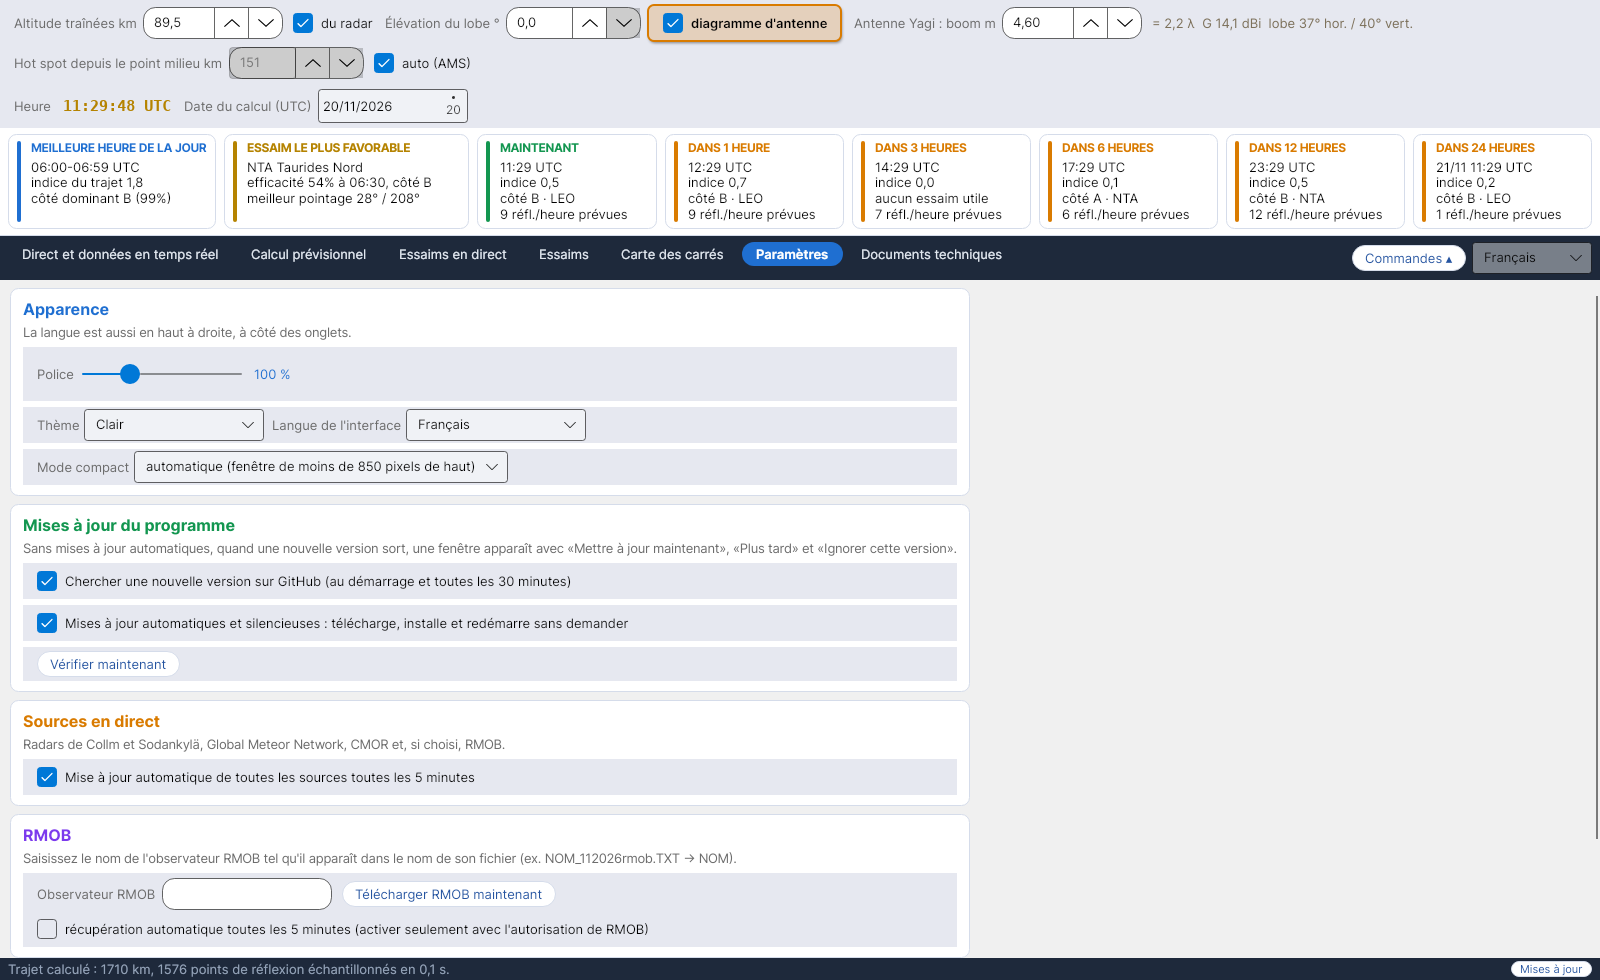 Altitude traînées km 89,5 du radar Élévation du lobe ° 0,0 diagramme d'antenne Antenne Yagi : boom m 4,60 = 2,2 λ G 14,1 dBi lobe 37° hor. / 40° vert.
Hot spot depuis le point milieu km 151 auto (AMS)
Heure 11:29:48 UTC Date du calcul (UTC) 20/11/2026 20
MEILLEURE HEURE DE LA JOUR
06:00-06:59 UTC
indice du trajet 1,8
côté dominant B (99%)
ESSAIM LE PLUS FAVORABLE
NTA Taurides Nord
efficacité 54% à 06:30, côté B
meilleur pointage 28° / 208°
MAINTENANT
11:29 UTC
indice 0,5
côté B · LEO
9 réfl./heure prévues
DANS 1 HEURE
12:29 UTC
indice 0,7
côté B · LEO
9 réfl./heure prévues
DANS 3 HEURES
14:29 UTC
indice 0,0
aucun essaim utile
7 réfl./heure prévues
DANS 6 HEURES
17:29 UTC
indice 0,1
côté A · NTA
6 réfl./heure prévues
DANS 12 HEURES
23:29 UTC
indice 0,5
côté B · NTA
12 réfl./heure prévues
DANS 24 HEURES
21/11 11:29 UTC
indice 0,2
côté B · LEO
1 réfl./heure prévues
Direct et données en temps réel Calcul prévisionnel Essaims en direct Essaims Carte des carrés Paramètres Documents techniques Commandes ▴ Français
Apparence
La langue est aussi en haut à droite, à côté des onglets.
Police 100 %
Thème Clair Langue de l'interface Français
Mode compact automatique (fenêtre de moins de 850 pixels de haut)
Mises à jour du programme
Sans mises à jour automatiques, quand une nouvelle version sort, une fenêtre apparaît avec «Mettre à jour maintenant», «Plus tard» et «Ignorer cette version».
Chercher une nouvelle version sur GitHub (au démarrage et toutes les 30 minutes)
Mises à jour automatiques et silencieuses : télécharge, installe et redémarre sans demander
Vérifier maintenant
Sources en direct
Radars de Collm et Sodankylä, Global Meteor Network, CMOR et, si choisi, RMOB.
Mise à jour automatique de toutes les sources toutes les 5 minutes
RMOB
Saisissez le nom de l'observateur RMOB tel qu'il apparaît dans le nom de son fichier (ex. NOM_112026rmob.TXT → NOM).
Observateur RMOB Télécharger RMOB maintenant
récupération automatique toutes les 5 minutes (activer seulement avec l'autorisation de RMOB)
Trajet calculé : 1710 km, 1576 points de réflexion échantillonnés en 0,1 s. Mises à jour